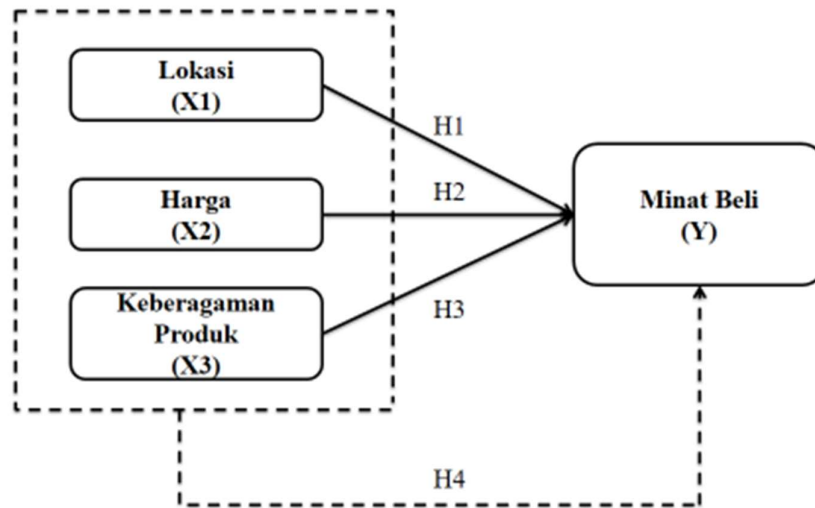 Lokasi
(X1)
H1
Harga
(X2)
H2
Keberagaman
Produk
(X3)
H3
Minat Beli
(Y)
H4